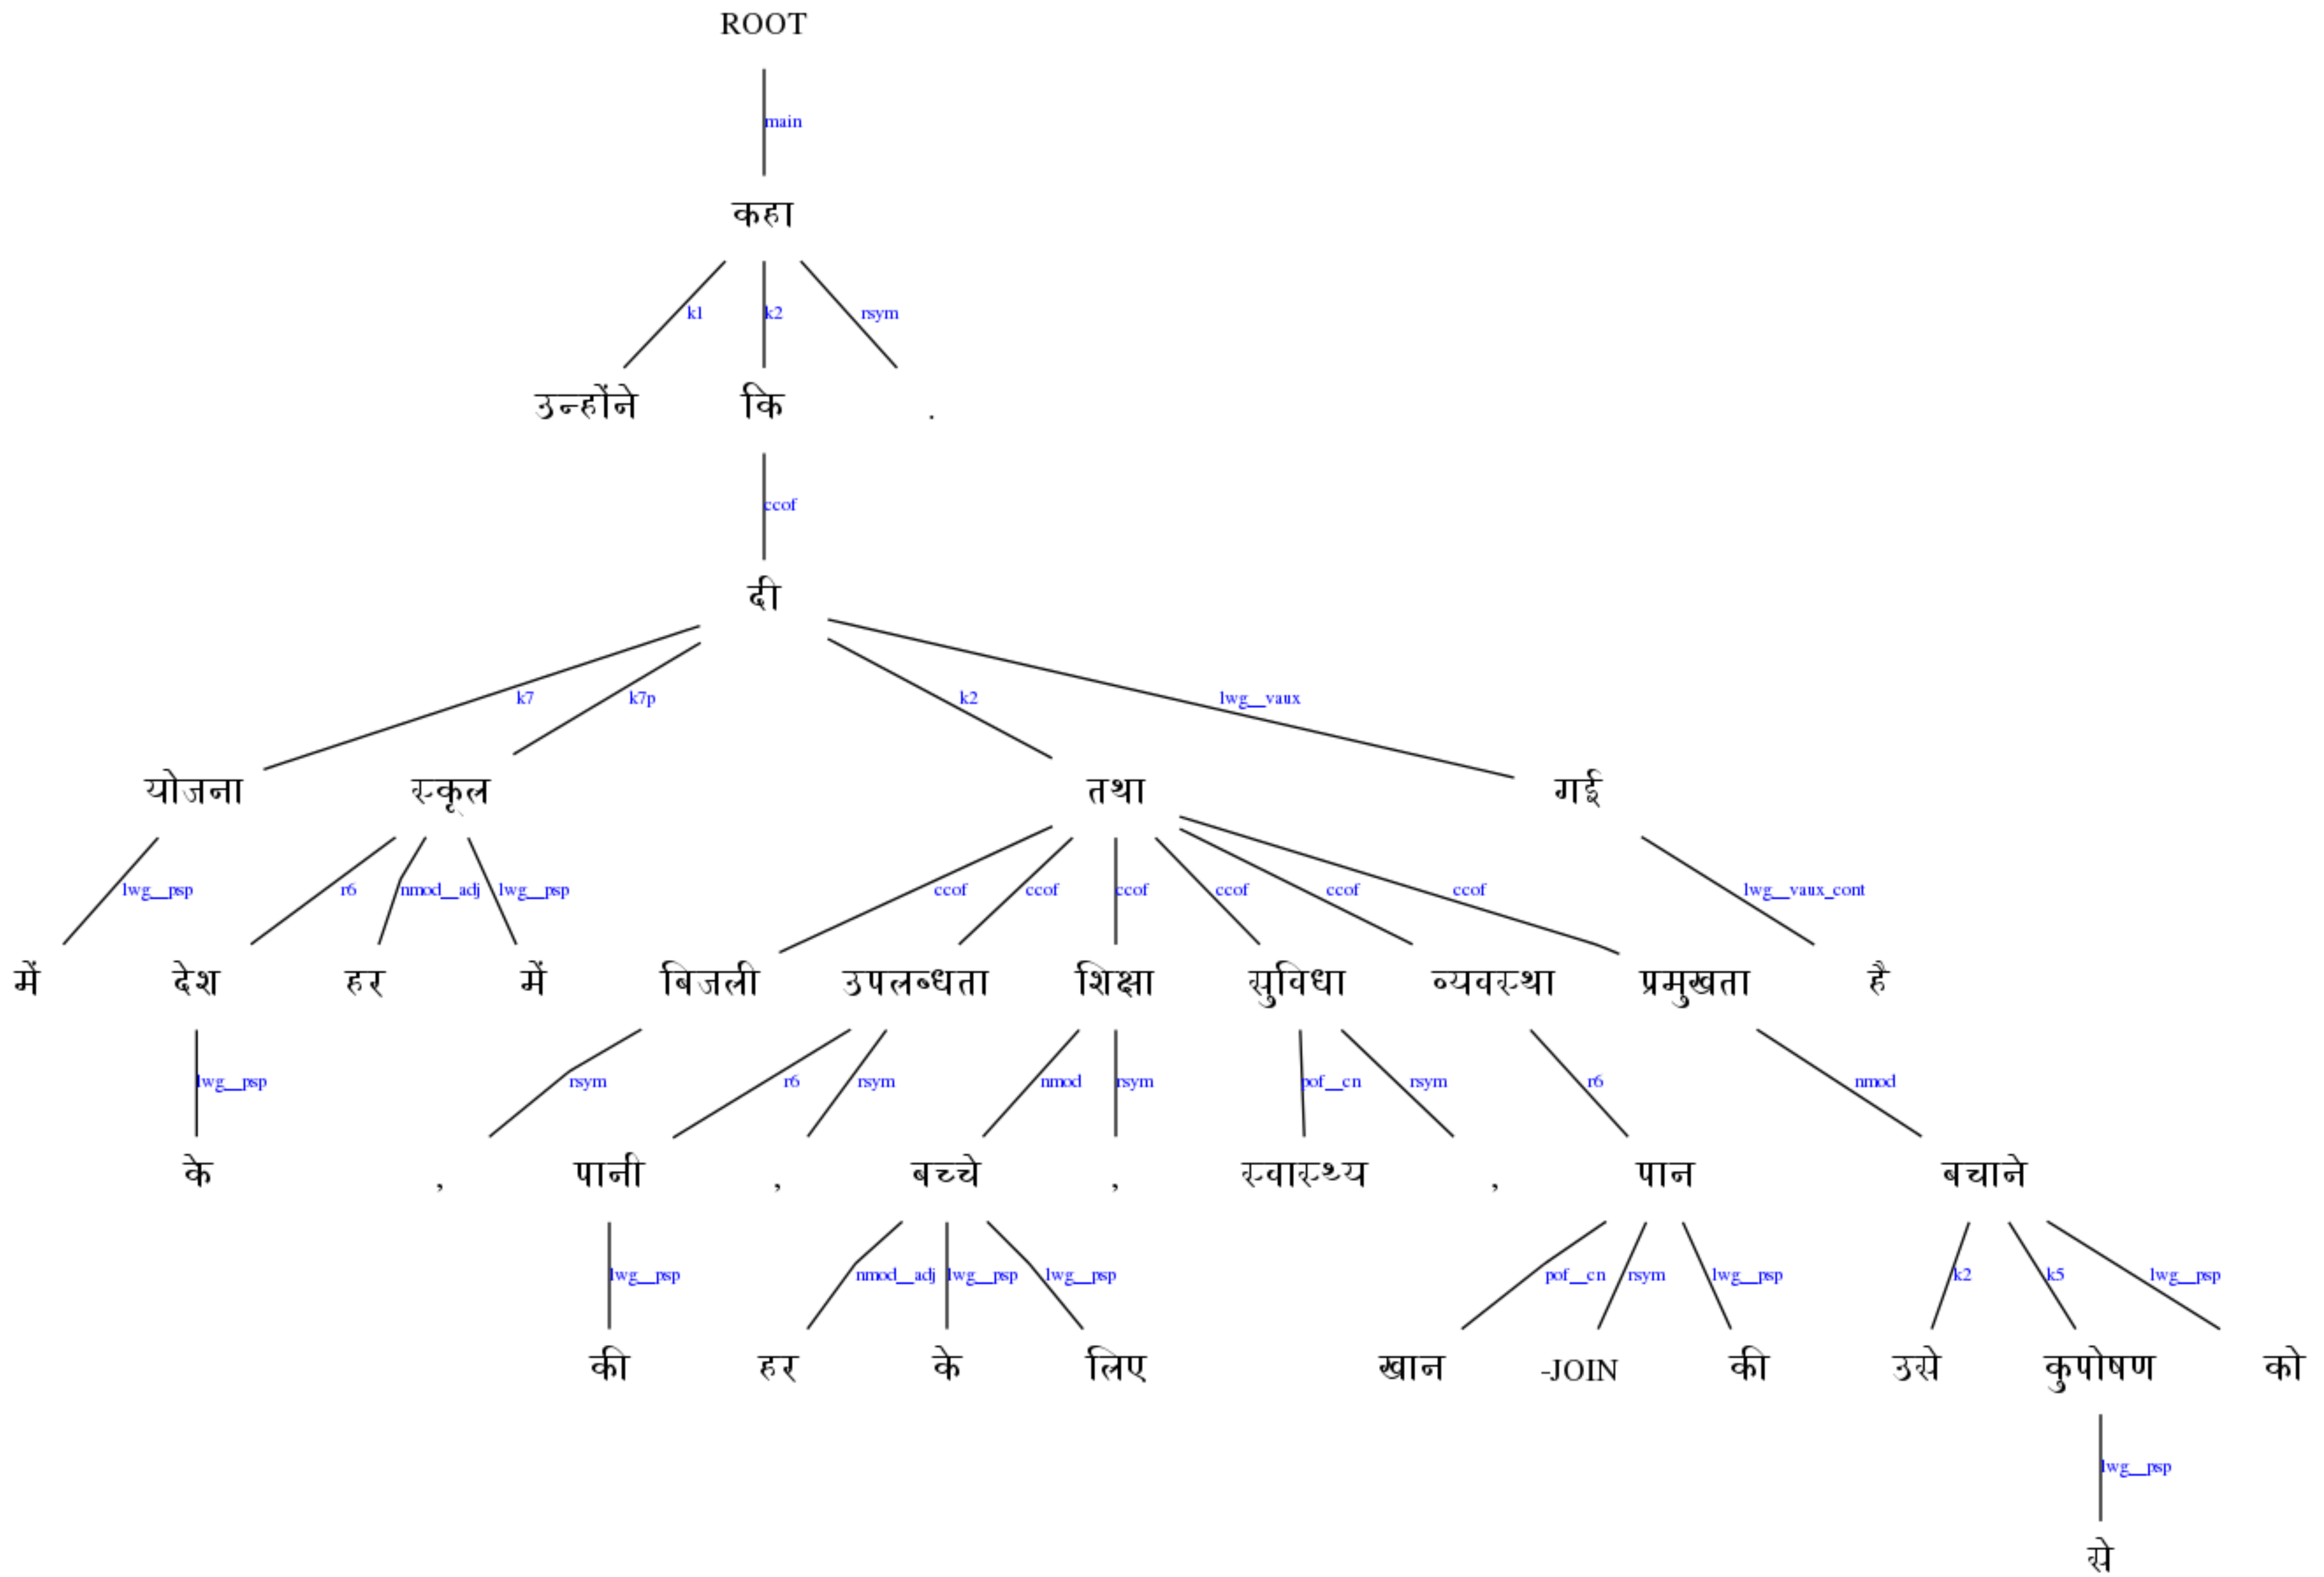 ROOT
main
कहा
k1 k2 rsym
उन्होंने कि .
ccof
दी
k7 k7p k2 lwg__vaux
योजना स्कूल तथा गई
lwg__psp r6 nmod__adj lwg__psp ccof ccof ccof ccof ccof ccof lwg__vaux_cont
में देश हर में बिजली उपलब्धता शिक्षा सुविधा व्यवस्था प्रमुखता है
lwg__psp rsym r6 rsym nmod rsym pof__cn rsym r6 nmod
के , पानी , बच्चे , स्वास्थ्य , पान बचाने
lwg__psp nmod__adj lwg__psp lwg__psp pof__cn rsym lwg__psp k2 k5 lwg__psp
की हर के लिए खान -JOIN की उसे कुपोषण को
lwg__psp
से